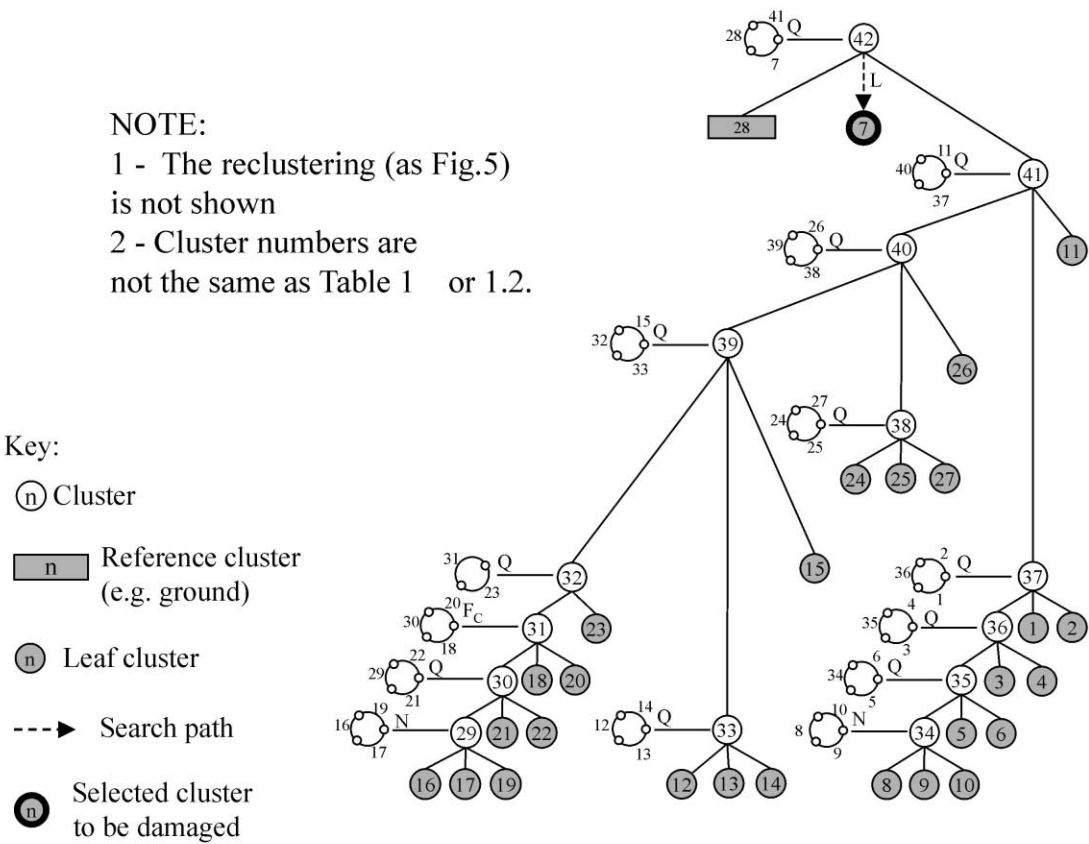 41
28 Q 42
7
L
28 7
NOTE:
1 - The reclustering (as Fig.5)
is not shown
2 - Cluster numbers are
not the same as Table 1 or 1.2.
11
40 Q 41
37
26
39 Q 40 11
38
15
32 Q 39
33
26
27
24 Q 38
25
24 25 27
Key:
n Cluster
n Reference cluster
(e.g. ground)
n Leaf cluster
Search path
n Selected cluster
to be damaged
31 Q 32 15
23
2
36 Q 37
1
20
30 FC 31 23
18
4
35 Q 36 1 2
3
22
29 Q 30 18 20
21
6
34 Q 35 3 4
5
19
16 N 29 21 22
17
14
12 Q 33
13
10
8 N 34 5 6
9
16 17 19 12 13 14 8 9 10